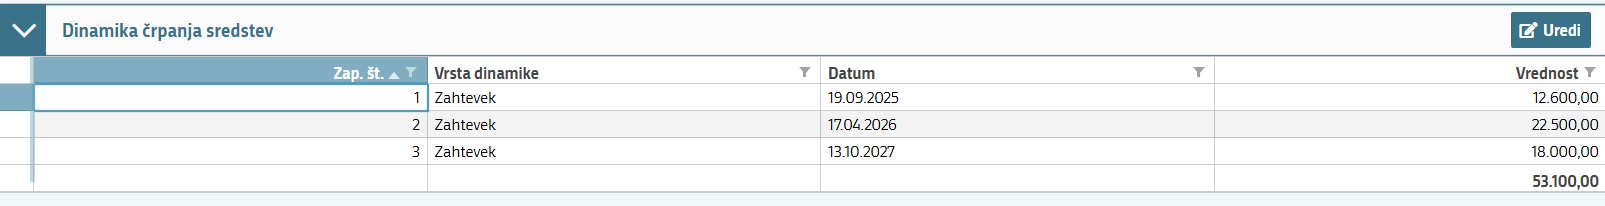 Dinamika črpanja sredstev Uredi
Zap. št. Vrsta dinamike Datum Vrednost
1 Zahtevek 19.09.2025 12.600,00
2 Zahtevek 17.04.2026 22.500,00
3 Zahtevek 13.10.2027 18.000,00
53.100,00